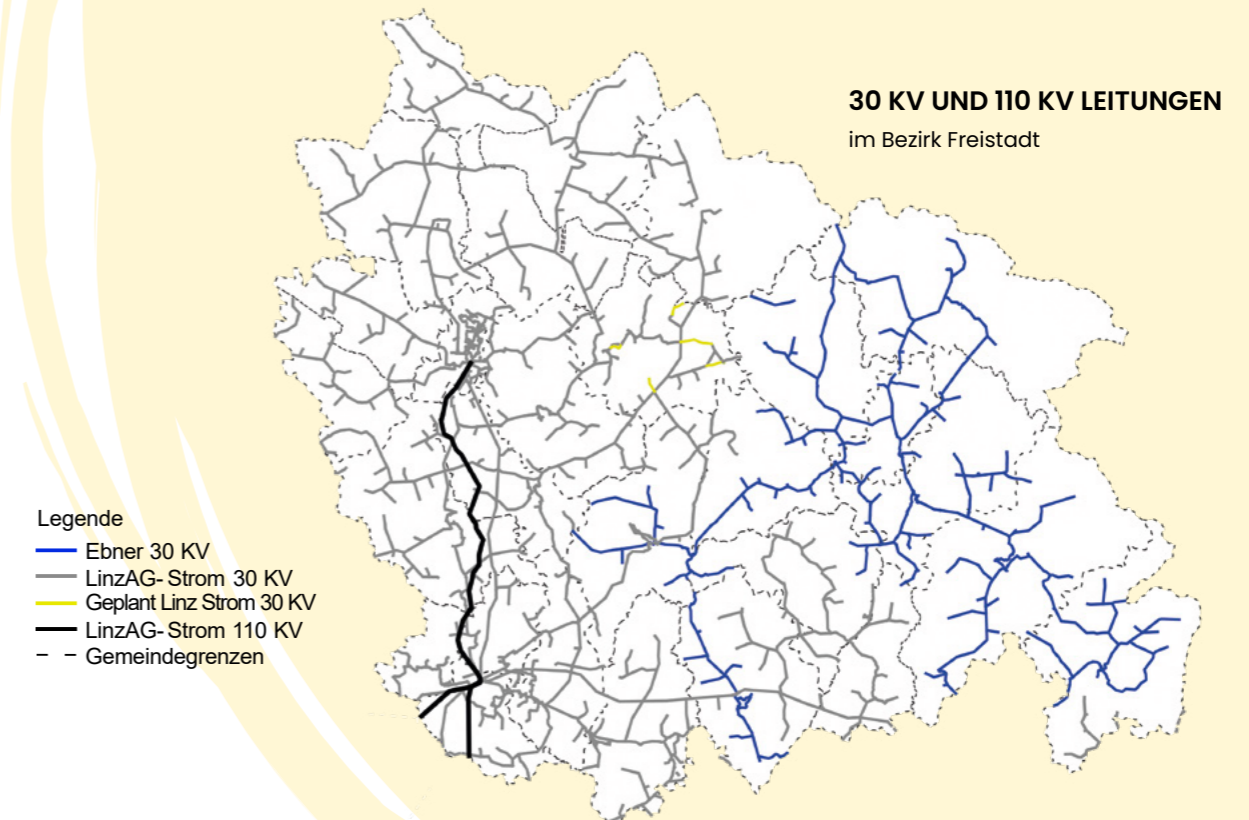 30 KV UND 110 KV LEITUNGEN
im Bezirk Freistadt
Legende
Ebner 30 KV
LinzAG-Strom 30 KV
Geplant Linz Strom 30 KV
LinzAG-Strom 110 KV
Gemeindegrenzen